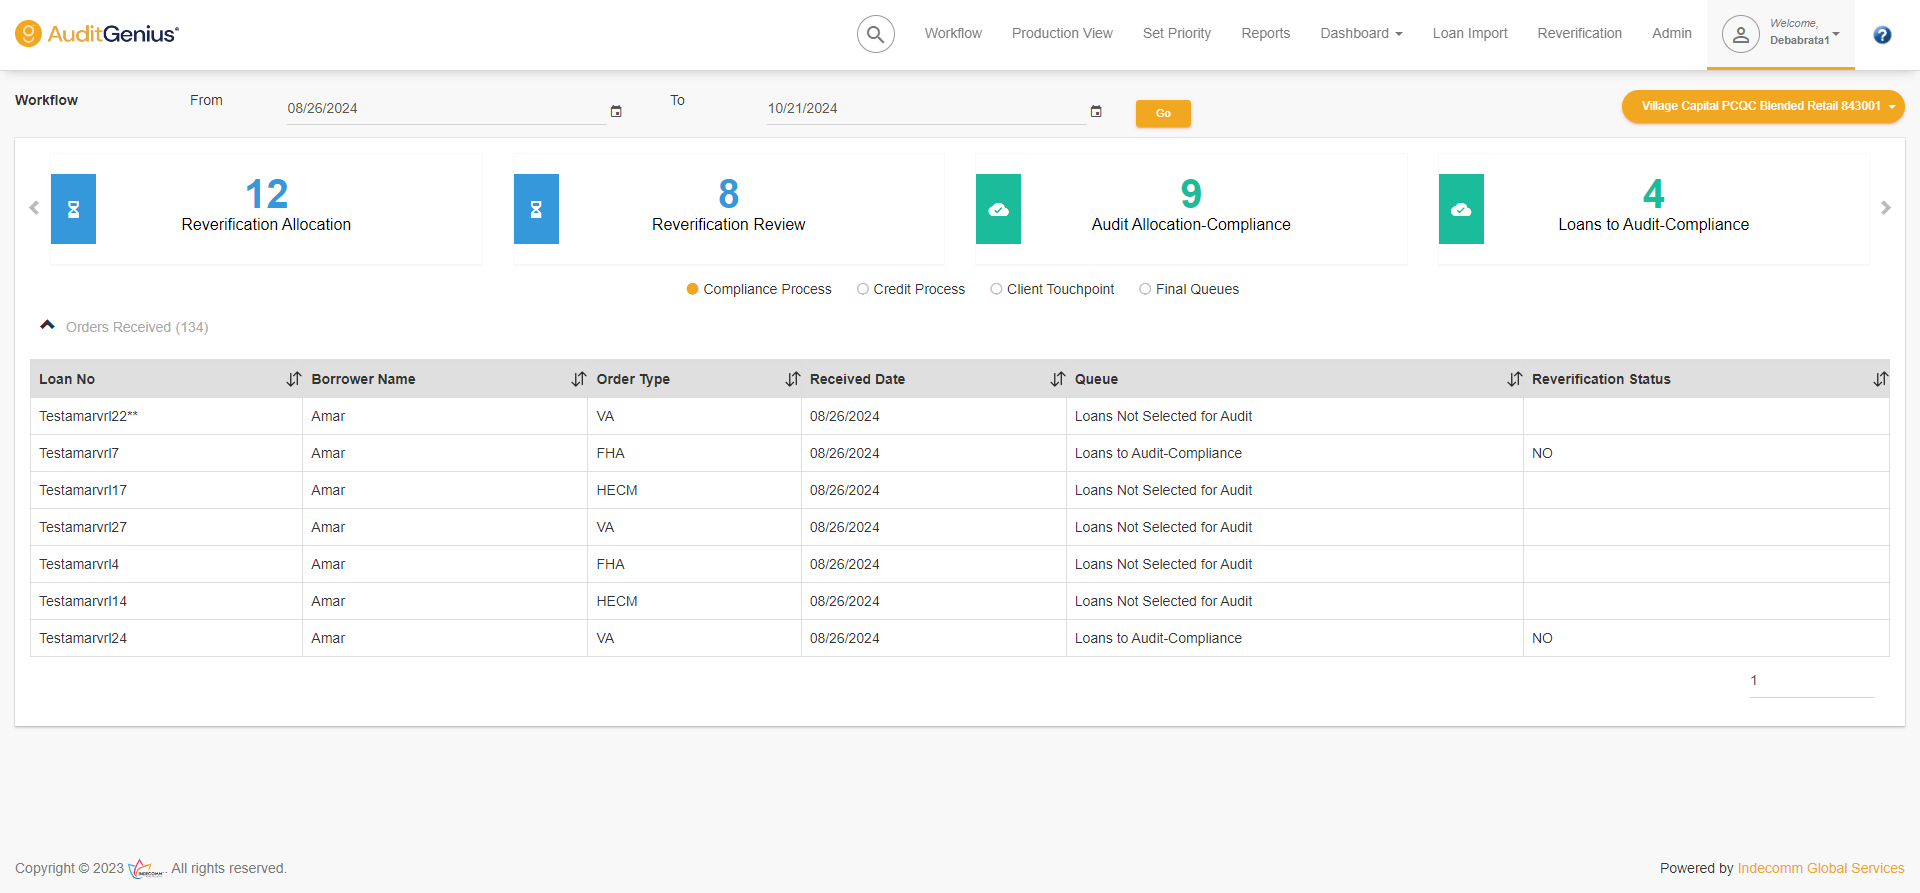 AuditGenius
Workflow Production View Set Priority Reports Dashboard Loan Import Reverification Admin
Welcome,
Debabrata1
Workflow From 08/26/2024 To 10/21/2024 Go Village Capital PCQC Blended Retail 843001
12
Reverification Allocation
8
Reverification Review
9
Audit Allocation-Compliance
4
Loans to Audit-Compliance
Compliance Process Credit Process Client Touchpoint Final Queues
Orders Received (134)
Loan No Borrower Name Order Type Received Date Queue Reverification Status
Testamarvrl22** Amar VA 08/26/2024 Loans Not Selected for Audit
Testamarvrl7 Amar FHA 08/26/2024 Loans to Audit-Compliance NO
Testamarvrl17 Amar HECM 08/26/2024 Loans Not Selected for Audit
Testamarvrl27 Amar VA 08/26/2024 Loans Not Selected for Audit
Testamarvrl4 Amar FHA 08/26/2024 Loans Not Selected for Audit
Testamarvrl14 Amar HECM 08/26/2024 Loans Not Selected for Audit
Testamarvrl24 Amar VA 08/26/2024 Loans to Audit-Compliance NO
1
Copyright © 2023 INDECOMM. All rights reserved. Powered by Indecomm Global Services